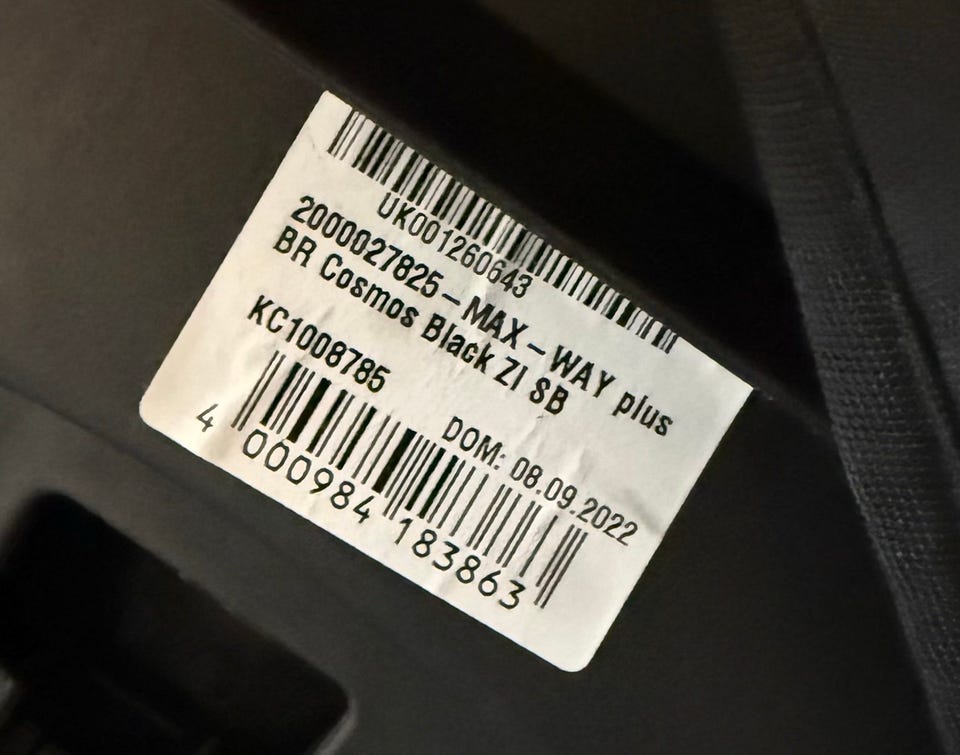 UK001260643
2000027825 – MAX – WAY plus
BR Cosmos Black ZI SB
KC1008785
DOM: 08.09.2022
4 000984 183863